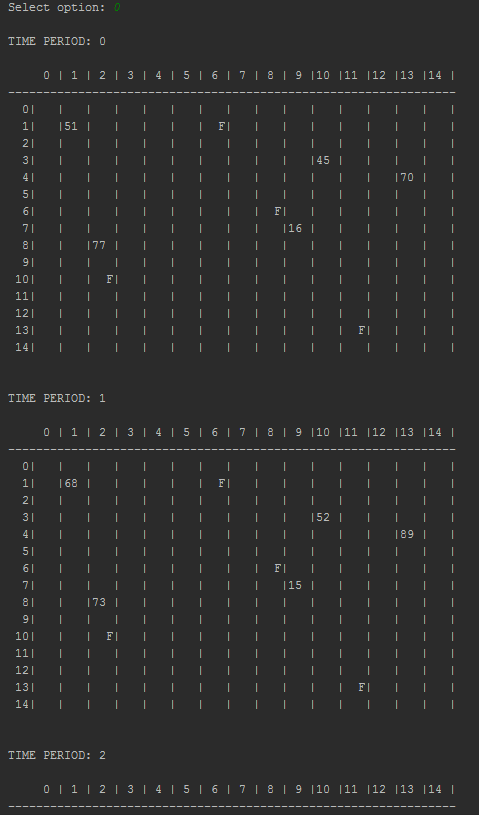 Select option: 0
TIME PERIOD: 0
     0 | 1 | 2 | 3 | 4 | 5 | 6 | 7 | 8 | 9 |10 |11 |12 |13 |14 |
----------------------------------------------------------------
  0|   |   |   |   |   |   |   |   |   |   |   |   |   |   |   |
  1|   |51 |   |   |   |   |  F|   |   |   |   |   |   |   |   |
  2|   |   |   |   |   |   |   |   |   |   |   |   |   |   |   |
  3|   |   |   |   |   |   |   |   |   |   |45 |   |   |   |   |
  4|   |   |   |   |   |   |   |   |   |   |   |   |   |70 |   |
  5|   |   |   |   |   |   |   |   |   |   |   |   |   |   |   |
  6|   |   |   |   |   |   |   |   |  F|   |   |   |   |   |   |
  7|   |   |   |   |   |   |   |   |   |16 |   |   |   |   |   |
  8|   |   |77 |   |   |   |   |   |   |   |   |   |   |   |   |
  9|   |   |   |   |   |   |   |   |   |   |   |   |   |   |   |
 10|   |   |  F|   |   |   |   |   |   |   |   |   |   |   |   |
 11|   |   |   |   |   |   |   |   |   |   |   |   |   |   |   |
 12|   |   |   |   |   |   |   |   |   |   |   |   |   |   |   |
 13|   |   |   |   |   |   |   |   |   |   |   |  F|   |   |   |
 14|   |   |   |   |   |   |   |   |   |   |   |   |   |   |   |
TIME PERIOD: 1
     0 | 1 | 2 | 3 | 4 | 5 | 6 | 7 | 8 | 9 |10 |11 |12 |13 |14 |
----------------------------------------------------------------
  0|   |   |   |   |   |   |   |   |   |   |   |   |   |   |   |
  1|   |68 |   |   |   |   |  F|   |   |   |   |   |   |   |   |
  2|   |   |   |   |   |   |   |   |   |   |   |   |   |   |   |
  3|   |   |   |   |   |   |   |   |   |   |52 |   |   |   |   |
  4|   |   |   |   |   |   |   |   |   |   |   |   |   |89 |   |
  5|   |   |   |   |   |   |   |   |   |   |   |   |   |   |   |
  6|   |   |   |   |   |   |   |   |  F|   |   |   |   |   |   |
  7|   |   |   |   |   |   |   |   |   |15 |   |   |   |   |   |
  8|   |   |73 |   |   |   |   |   |   |   |   |   |   |   |   |
  9|   |   |   |   |   |   |   |   |   |   |   |   |   |   |   |
 10|   |   |  F|   |   |   |   |   |   |   |   |   |   |   |   |
 11|   |   |   |   |   |   |   |   |   |   |   |   |   |   |   |
 12|   |   |   |   |   |   |   |   |   |   |   |   |   |   |   |
 13|   |   |   |   |   |   |   |   |   |   |   |  F|   |   |   |
 14|   |   |   |   |   |   |   |   |   |   |   |   |   |   |   |
TIME PERIOD: 2
     0 | 1 | 2 | 3 | 4 | 5 | 6 | 7 | 8 | 9 |10 |11 |12 |13 |14 |
----------------------------------------------------------------